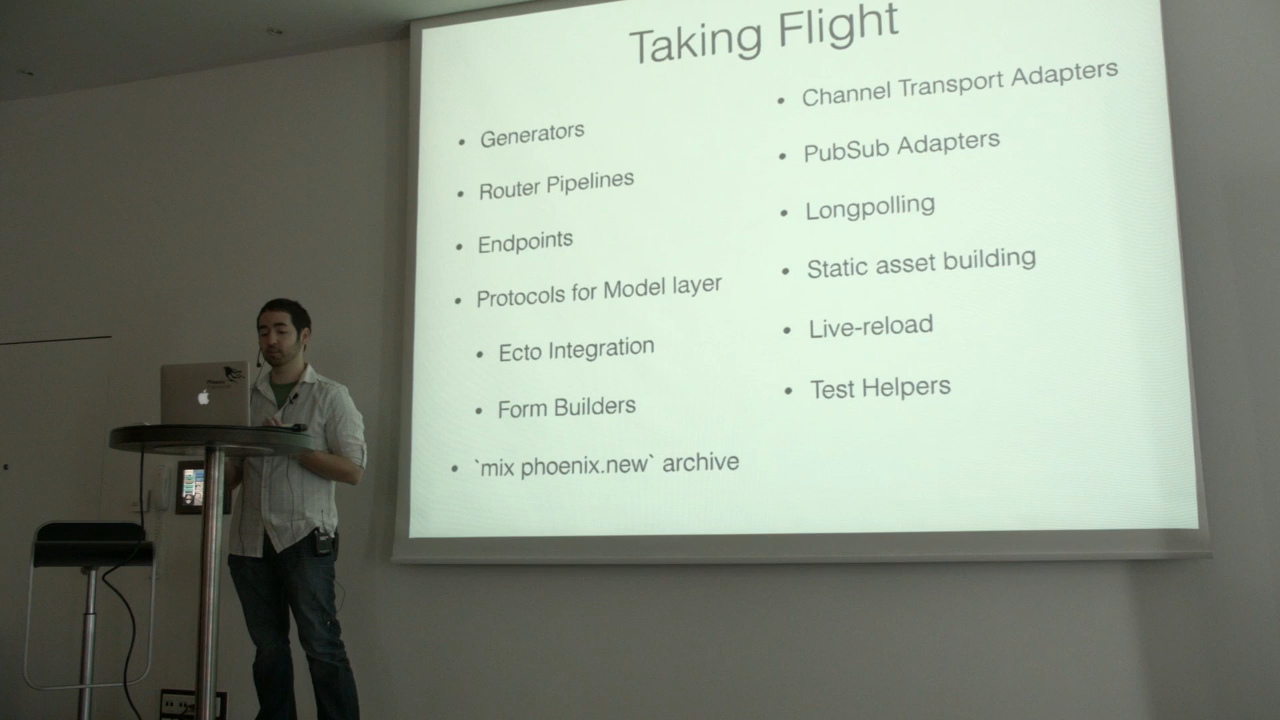 Taking Flight
• Generators
• Router Pipelines
• Endpoints
• Protocols for Model layer
• Ecto Integration
• Form Builders
• `mix phoenix.new` archive
• Channel Transport Adapters
• PubSub Adapters
• Longpolling
• Static asset building
• Live-reload
• Test Helpers